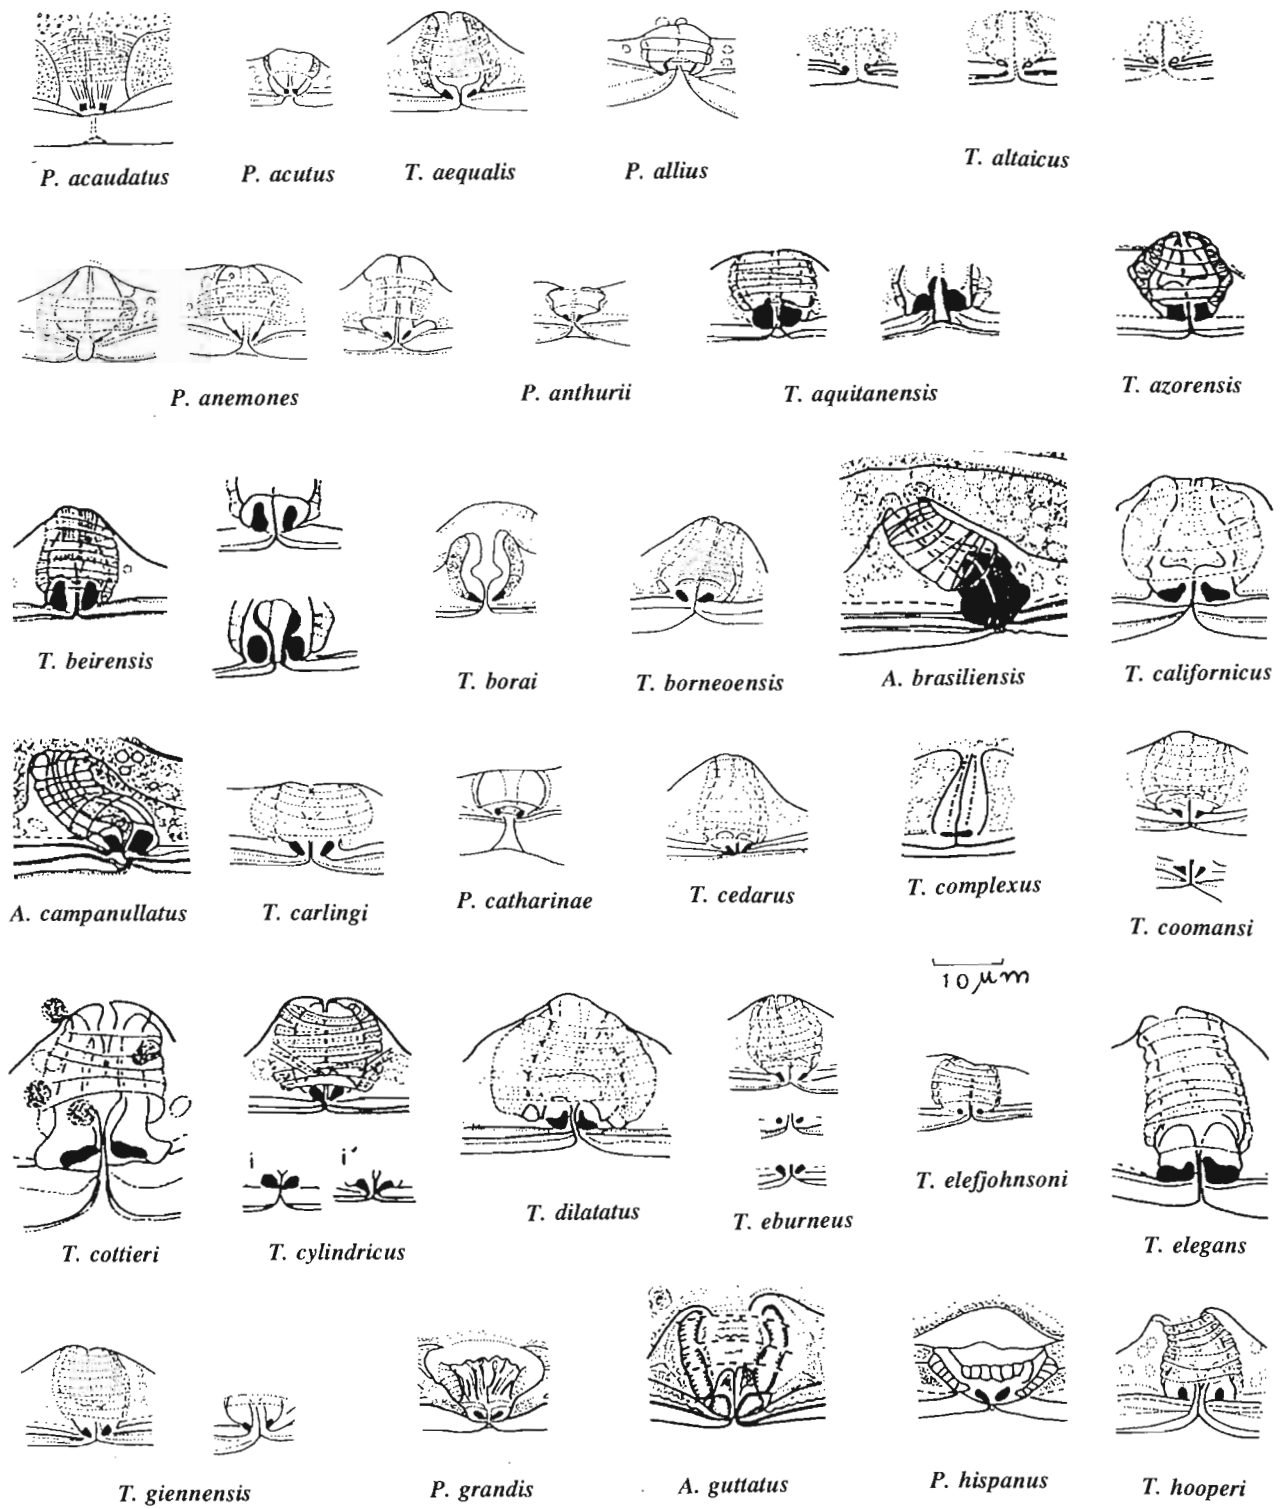 P. acaudatus
P. acutus
T. aequalis
P. allius
T. altaicus
P. anemones
P. anthurii
T. aquitanensis
T. azorensis
T. beirensis
T. borai
T. borneoensis
A. brasiliensis
T. californicus
A. campanullatus
T. carlingi
P. catharinae
T. cedarus
T. complexus
T. coomansi
10 µm
i
i'
T. cottieri
T. cylindricus
T. dilatatus
T. eburneus
T. elefjohnsoni
T. elegans
T. giennensis
P. grandis
A. guttatus
P. hispanus
T. hooperi